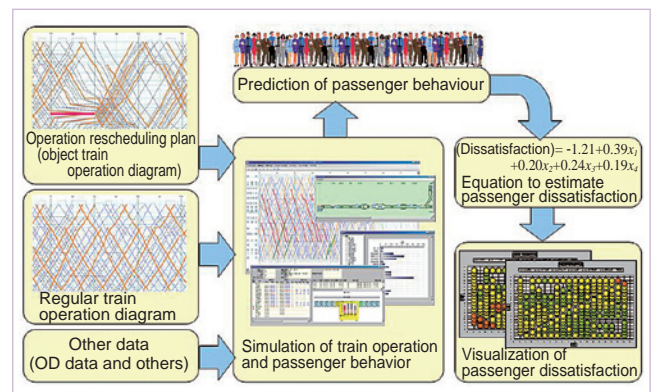 Operation rescheduling plan
(object train
operation diagram)
Regular train
operation diagram
Other data
(OD data and others)
Simulation of train operation
and passenger behavior
Prediction of passenger behaviour
(Dissatisfaction)= -1.21+0.39x₁
+0.20x₂+0.24x₃+0.19x₄
Equation to estimate
passenger dissatisfaction
Visualization of
passenger dissatisfaction